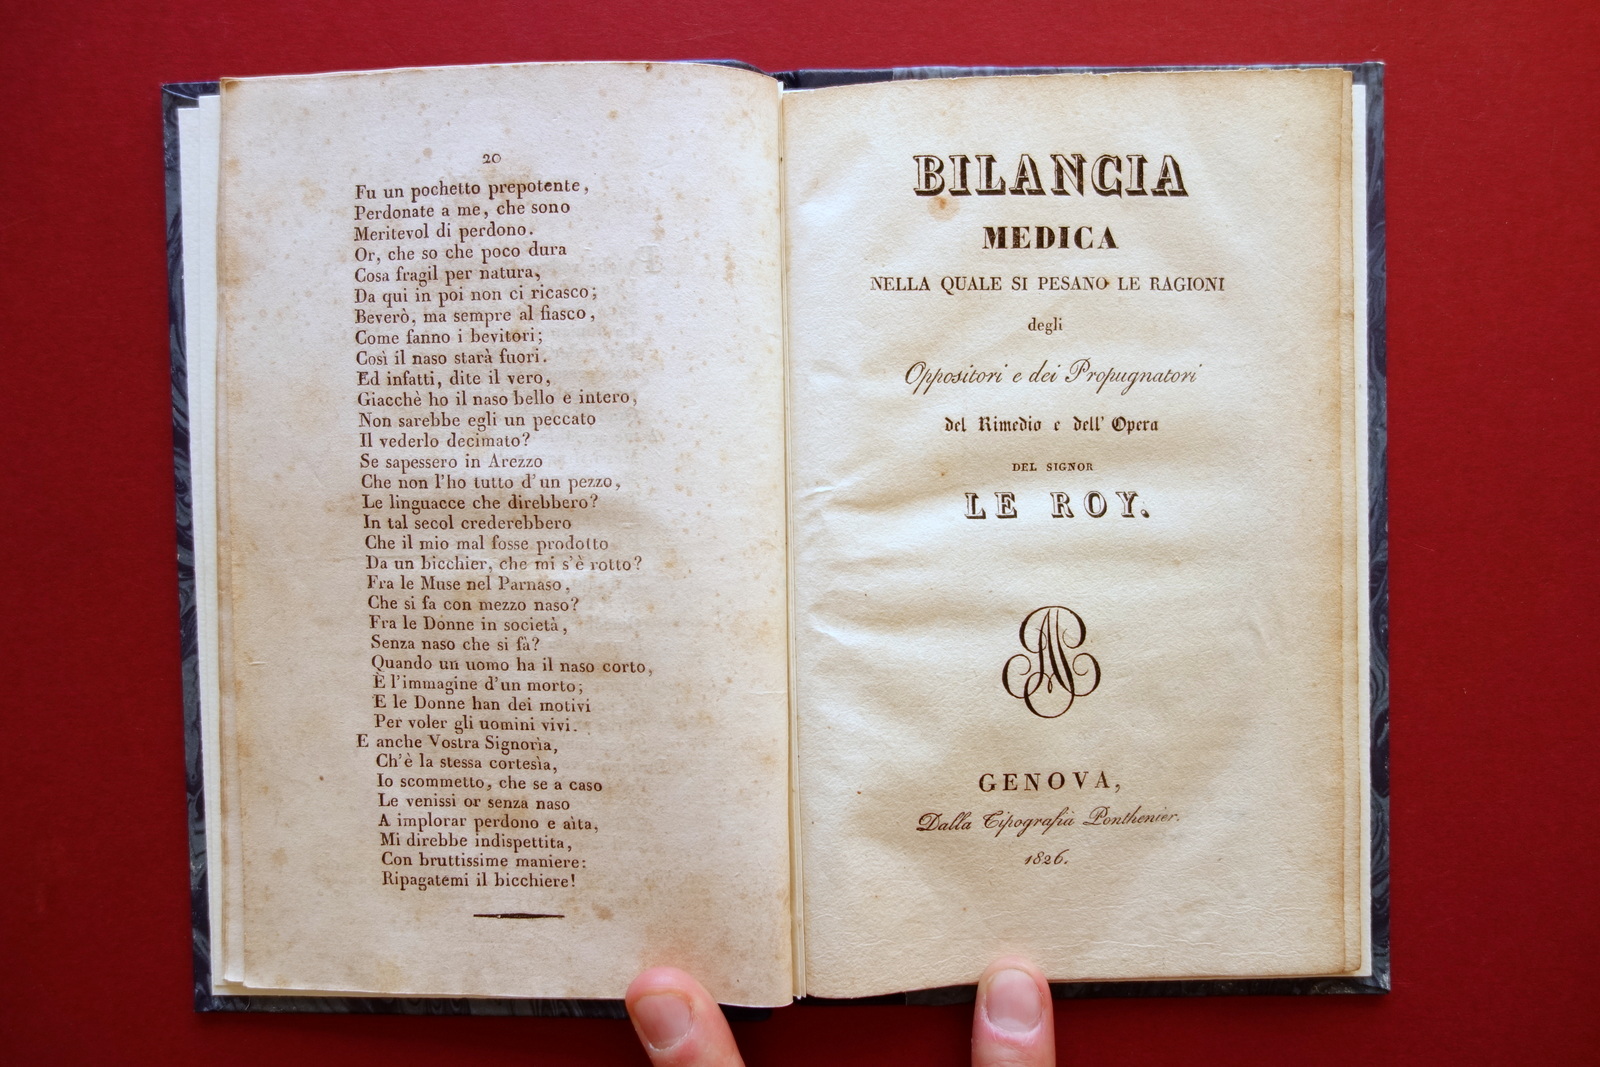 20
Fu un pochetto prepotente,
Perdonate a me, che sono
Meritevol di perdono.
Or, che so che poco dura
Cosa fragil per natura,
Da qui in poi non ci ricasco;
Beverò, ma sempre al fiasco,
Come fanno i bevitori;
Così il naso starà fuori.
Ed infatti, dite il vero,
Giacchè ho il naso bello e intero,
Non sarebbe egli un peccato
Il vederlo decimato?
Se sapessero in Arezzo
Che non l'ho tutto d'un pezzo,
Le linguacce che direbbero?
In tal secol crederebbero
Che il mio mal fosse prodotto
Da un bicchier, che mi s'è rotto?
Fra le Muse nel Parnaso,
Che si fa con mezzo naso?
Fra le Donne in società,
Senza naso che si fà?
Quando un uomo ha il naso corto,
È l'immagine d'un morto;
E le Donne han dei motivi
Per voler gli uomini vivi.
E anche Vostra Signorìa,
Ch'è la stessa cortesìa,
Io scommetto, che se a caso
Le venissi or senza naso
A implorar perdono e aìta,
Mi direbbe indispettita,
Con bruttissime maniere:
Ripagatemi il bicchiere!
BILANCIA
MEDICA
NELLA QUALE SI PESANO LE RAGIONI
degli
Oppositori e dei Propugnatori
del Rimedio e dell' Opera
DEL SIGNOR
LE ROY.
GENOVA,
Dalla Tipografia Ponthenier.
1826.